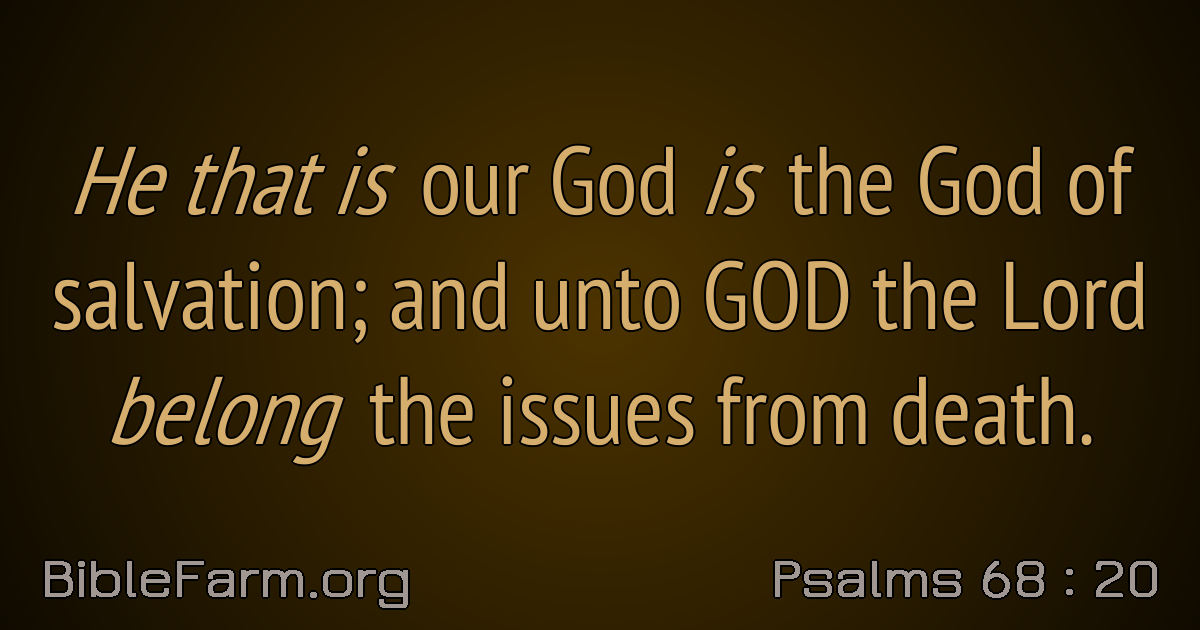 He that is our God is the God of
salvation; and unto GOD the Lord
belong the issues from death.
BibleFarm.org
Psalms 68 : 20